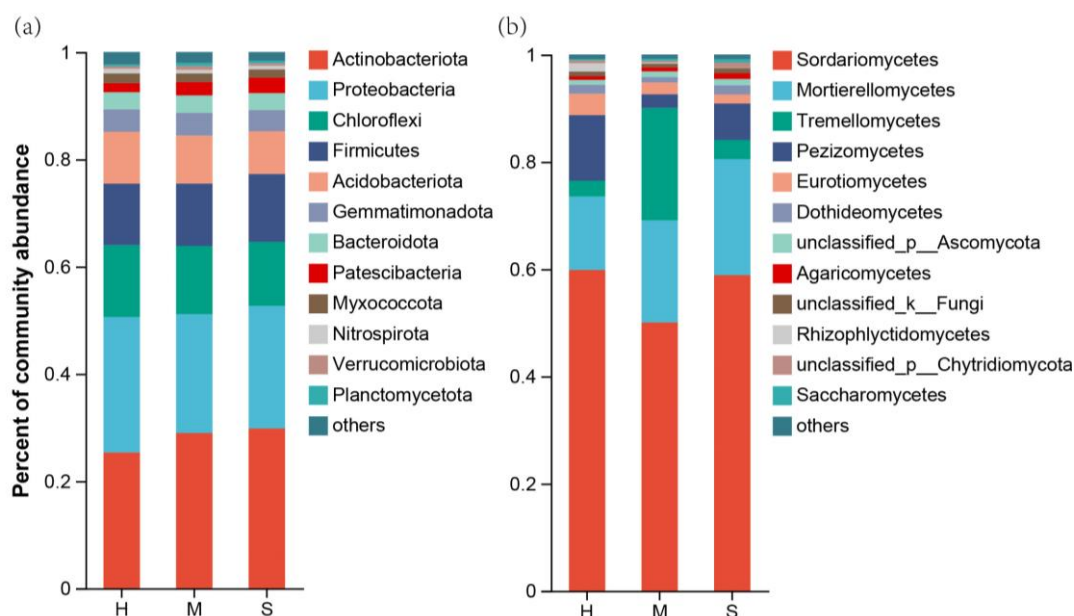 (a)
Percent of community abundance
1
0.8
0.6
0.4
0.2
0
H M S
Actinobacteriota
Proteobacteria
Chloroflexi
Firmicutes
Acidobacteriota
Gemmatimonadota
Bacteroidota
Patescibacteria
Myxococcota
Nitrospirota
Verrucomicrobiota
Planctomycetota
others
(b)
1
0.8
0.6
0.4
0.2
0
H M S
Sordariomycetes
Mortierellomycetes
Tremellomycetes
Pezizomycetes
Eurotiomycetes
Dothideomycetes
unclassified_p__Ascomycota
Agaricomycetes
unclassified_k__Fungi
Rhizophlyctidomycetes
unclassified_p__Chytridiomycota
Saccharomycetes
others